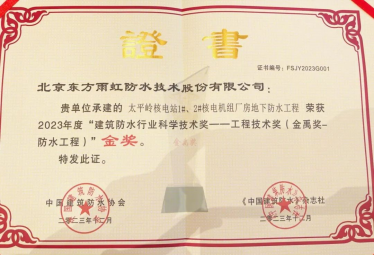 證書
证书编号：FSJY2023G001
北京东方雨虹防水技术股份有限公司：
贵单位承建的 太平岭核电站1#、2#核电机组厂房地下防水工程 荣获
2023年度“建筑防水行业科学技术奖——工程技术奖（金禹奖-
防水工程）”金奖。
特发此证。
中国建筑防水协会
二〇二三年十二月
《中国建筑防水》杂志社
二〇二三年十二月